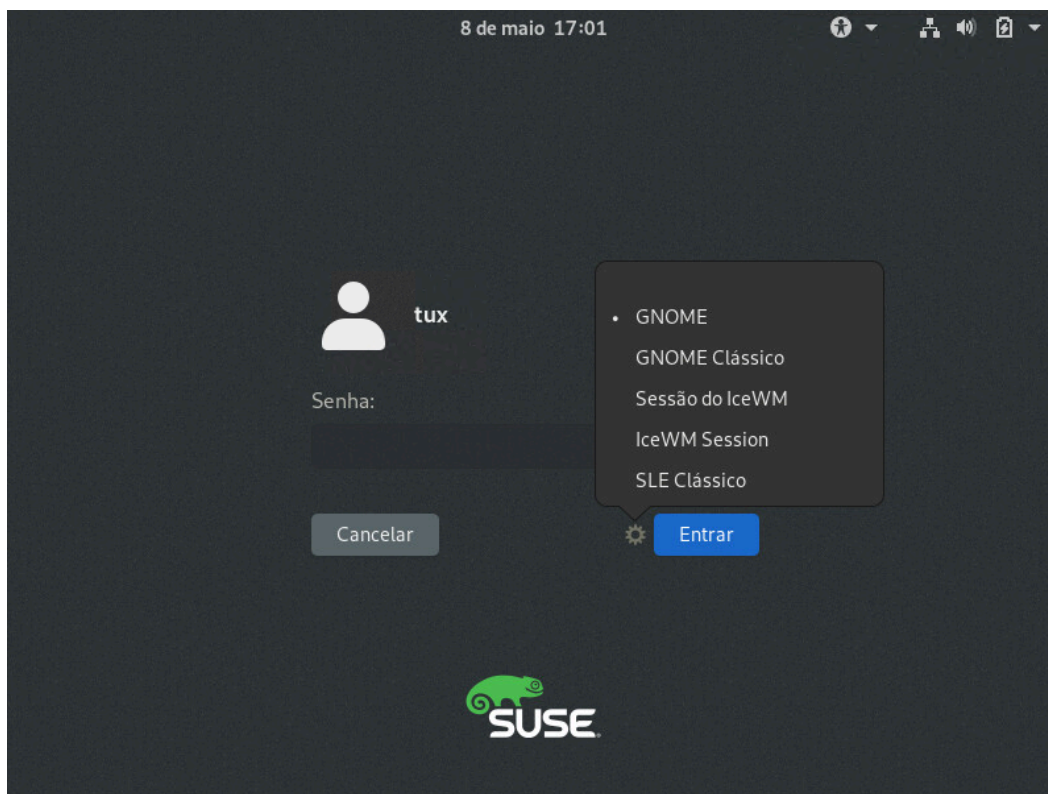 8 de maio 17:01
tux
GNOME
GNOME Clássico
Senha:
Sessão do IceWM
IceWM Session
SLE Clássico
Cancelar
Entrar
SUSE